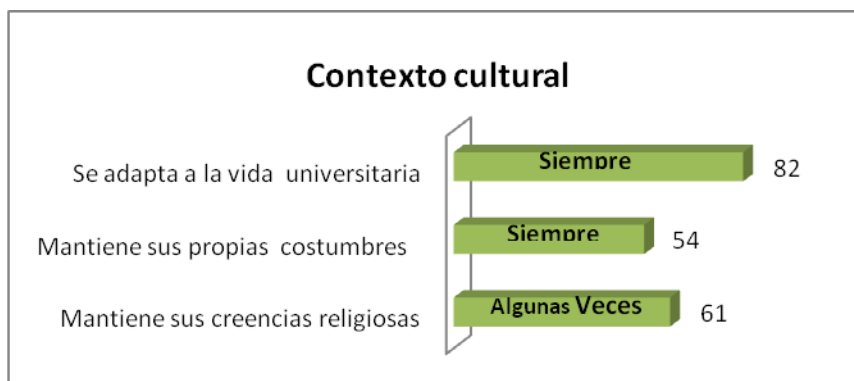 Contexto cultural
Se adapta a la vida universitaria Siempre 82
Mantiene sus propias costumbres Siempre 54
Mantiene sus creencias religiosas Algunas Veces 61